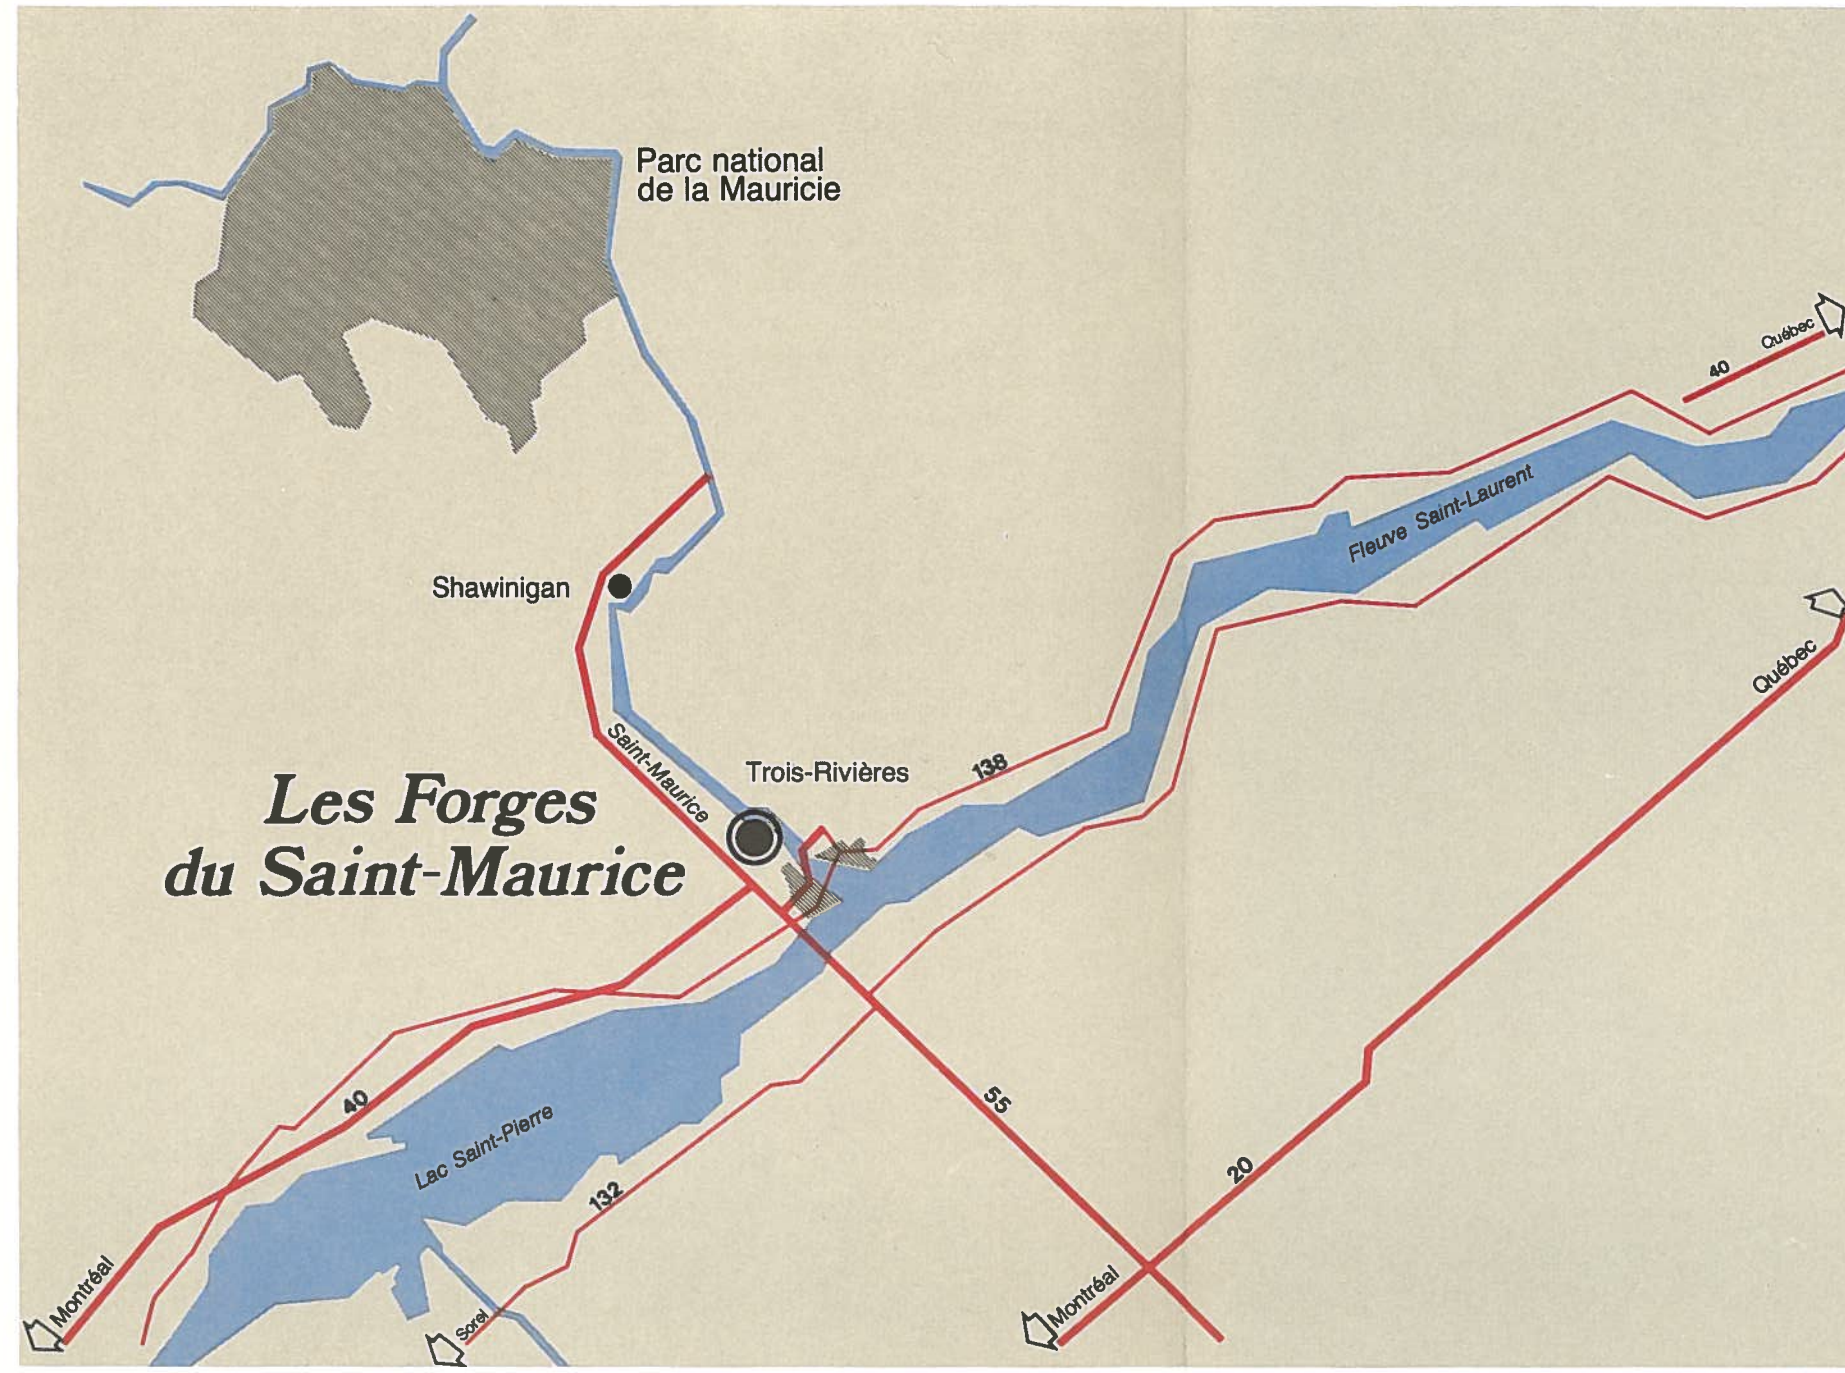 Parc national
de la Mauricie
Québec
40
Fleuve Saint-Laurent
Shawinigan
Québec
Saint-Maurice
Trois-Rivières
138
Les Forges
du Saint-Maurice
40
55
Lac Saint-Pierre
20
132
Montréal
Montréal
Sorel